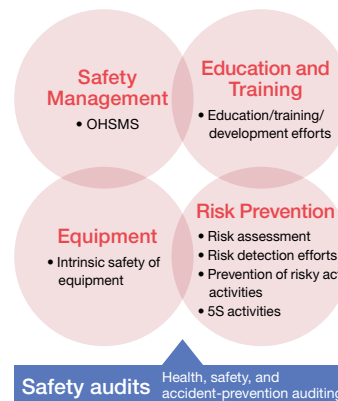 Safety
Management
• OHSMS
Education and
Training
• Education/training/
development efforts
Equipment
• Intrinsic safety of
equipment
Risk Prevention
• Risk assessment
• Risk detection efforts
• Prevention of risky
activities
• 5S activities
Safety audits
Health, safety, and
accident-prevention auditing